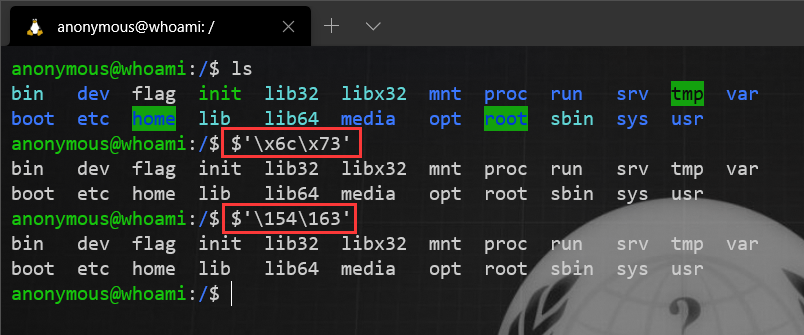 anonymous@whoami: /
anonymous@whoami:/$ ls
bin dev flag init lib32 libx32 mnt proc run srv tmp var
boot etc home lib lib64 media opt root sbin sys usr
anonymous@whoami:/$ $'\x6c\x73'
bin dev flag init lib32 libx32 mnt proc run srv tmp var
boot etc home lib lib64 media opt root sbin sys usr
anonymous@whoami:/$ $'\154\163'
bin dev flag init lib32 libx32 mnt proc run srv tmp var
boot etc home lib lib64 media opt root sbin sys usr
anonymous@whoami:/$
?